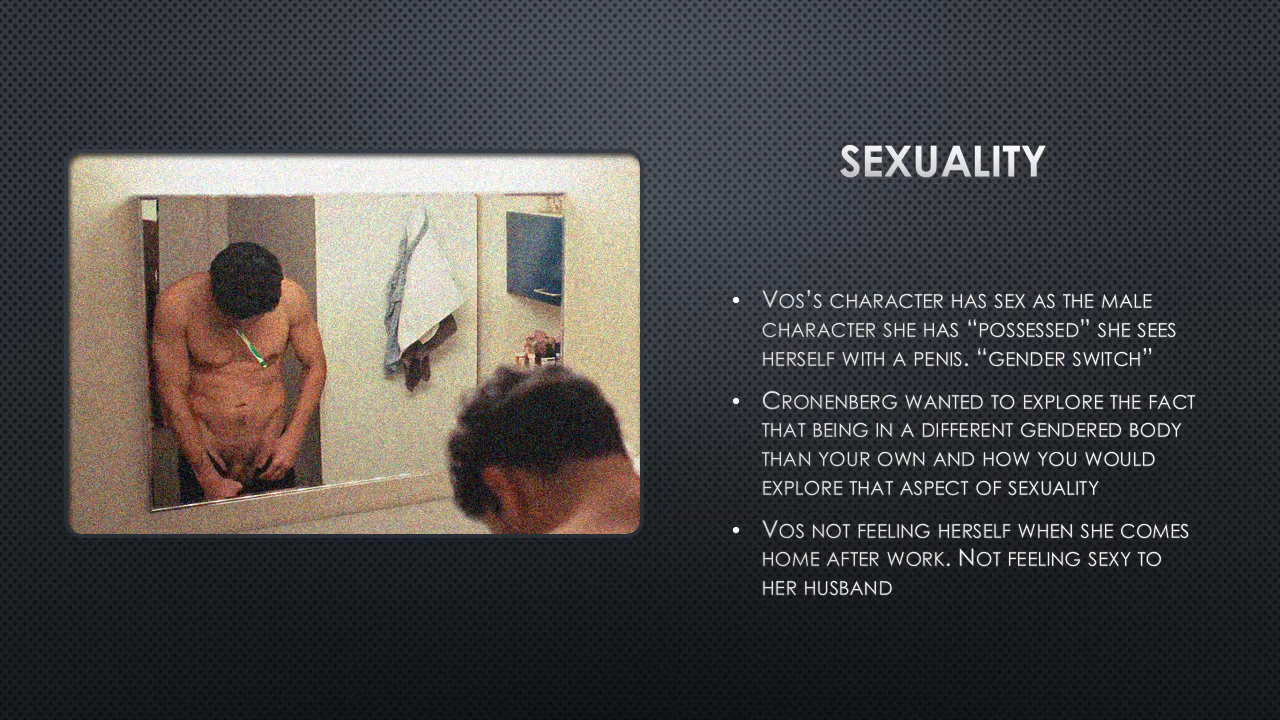 SEXUALITY
• VOS'S CHARACTER HAS SEX AS THE MALE
CHARACTER SHE HAS “POSSESSED” SHE SEES
HERSELF WITH A PENIS. “GENDER SWITCH”
• CRONENBERG WANTED TO EXPLORE THE FACT
THAT BEING IN A DIFFERENT GENDERED BODY
THAN YOUR OWN AND HOW YOU WOULD
EXPLORE THAT ASPECT OF SEXUALITY
• VOS NOT FEELING HERSELF WHEN SHE COMES
HOME AFTER WORK. NOT FEELING SEXY TO
HER HUSBAND